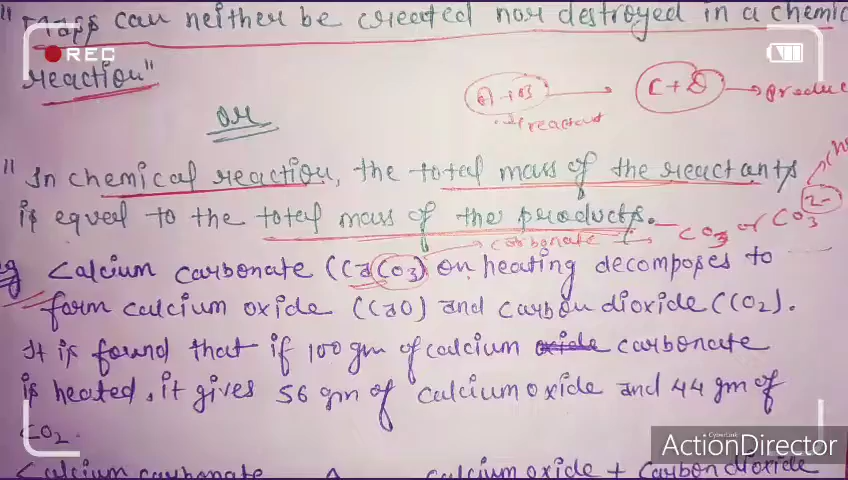 "Mass can neither be created nor destroyed in a chemic
REC
reaction"
A + B → C + D → produc
reactant
or
"In chemical reaction, the total mass of the reactants
is equal to the total mass of the products.
carbonate CO3 or CO3 2-
eg Calcium carbonate (CaCO3) on heating decomposes to
form calcium oxide (CaO) and carbon dioxide (CO2).
It is found that if 100 gm of calcium oxide carbonate
is heated, it gives 56 gm of calcium oxide and 44 gm of
CO2.
CyberLink
ActionDirector
Calcium carbonate Δ calcium oxide + Carbon dioxide